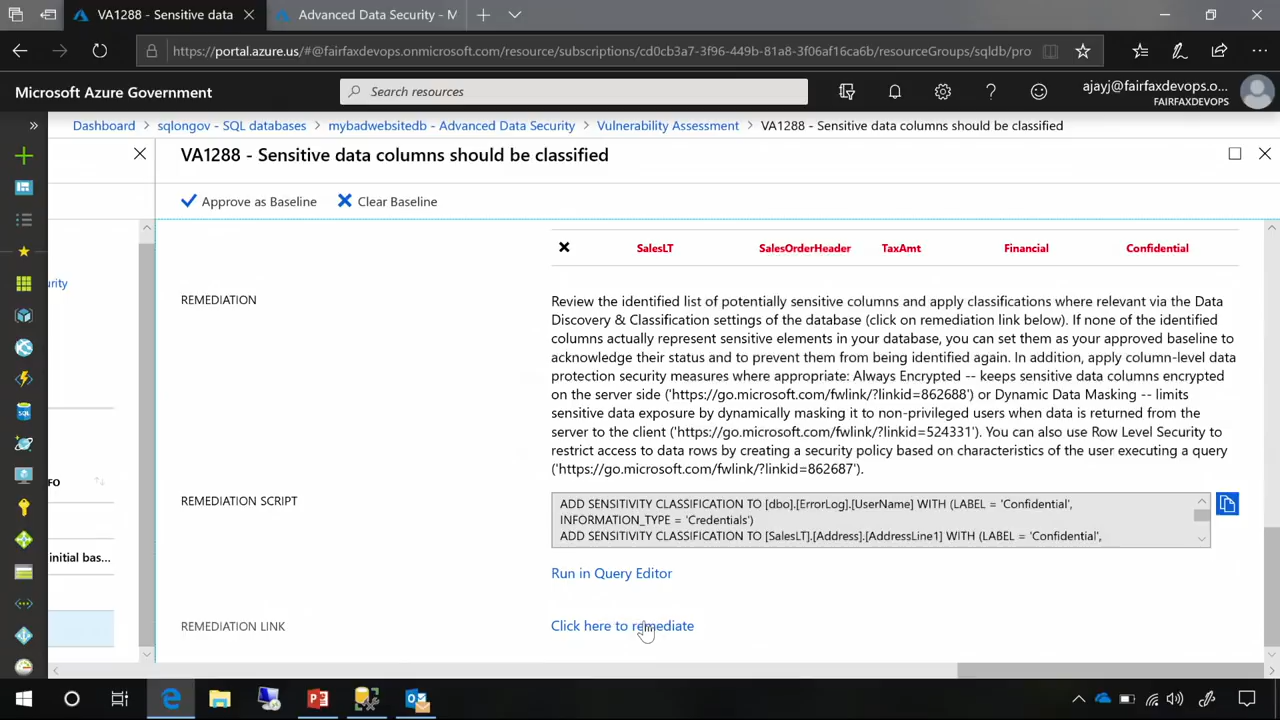 VA1288 - Sensitive data
Advanced Data Security - M
https://portal.azure.us/#@fairfaxdevops.onmicrosoft.com/resource/subscriptions/cd0cb3a7-3f96-449b-81a8-3f06af16ca6b/resourceGroups/sqldb/pro
Microsoft Azure Government
Search resources
ajayj@fairfaxdevops.o...
FAIRFAXDEVOPS
Dashboard > sqlongov - SQL databases > mybadwebsitedb - Advanced Data Security > Vulnerability Assessment > VA1288 - Sensitive data columns should be classified
VA1288 - Sensitive data columns should be classified
Approve as Baseline
Clear Baseline
SalesLT SalesOrderHeader TaxAmt Financial Confidential
urity
REMEDIATION
Review the identified list of potentially sensitive columns and apply classifications where relevant via the Data
Discovery & Classification settings of the database (click on remediation link below). If none of the identified
columns actually represent sensitive elements in your database, you can set them as your approved baseline to
acknowledge their status and to prevent them from being identified again. In addition, apply column-level data
protection security measures where appropriate: Always Encrypted -- keeps sensitive data columns encrypted
on the server side ('https://go.microsoft.com/fwlink/?linkid=862688') or Dynamic Data Masking -- limits
sensitive data exposure by dynamically masking it to non-privileged users when data is returned from the
server to the client ('https://go.microsoft.com/fwlink/?linkid=524331'). You can also use Row Level Security to
restrict access to data rows by creating a security policy based on characteristics of the user executing a query
('https://go.microsoft.com/fwlink/?linkid=862687').
FO
initial bas...
REMEDIATION SCRIPT
ADD SENSITIVITY CLASSIFICATION TO [dbo].[ErrorLog].[UserName] WITH (LABEL = 'Confidential',
INFORMATION_TYPE = 'Credentials')
ADD SENSITIVITY CLASSIFICATION TO [SalesLT].[Address].[AddressLine1] WITH (LABEL = 'Confidential',
Run in Query Editor
REMEDIATION LINK
Click here to remediate